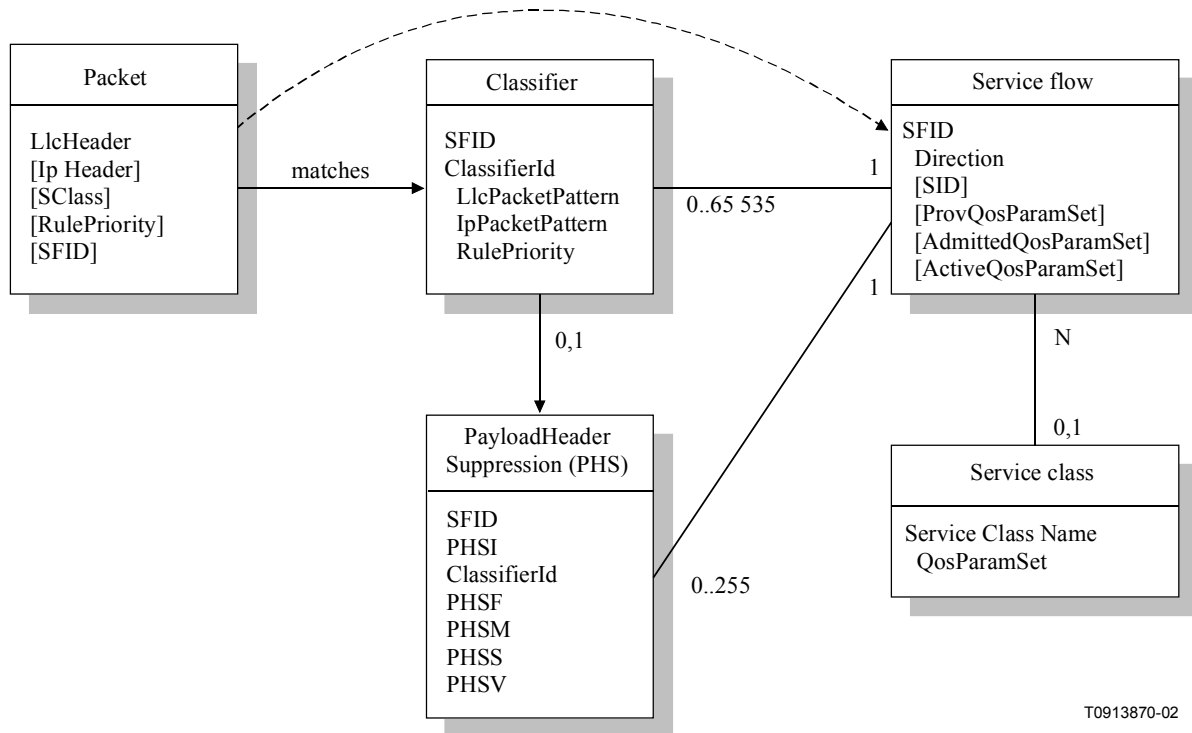 Packet
LlcHeader
[Ip Header]
[SClass]
[RulePriority]
[SFID]
matches
Classifier
SFID
ClassifierId
LlcPacketPattern
IpPacketPattern
RulePriority
0..65 535
1
Service flow
SFID
Direction
[SID]
[ProvQosParamSet]
[AdmittedQosParamSet]
[ActiveQosParamSet]
1
0,1
N
0,1
PayloadHeader
Suppression (PHS)
SFID
PHSI
ClassifierId
PHSF
PHSM
PHSS
PHSV
0..255
Service class
Service Class Name
QosParamSet
T0913870-02